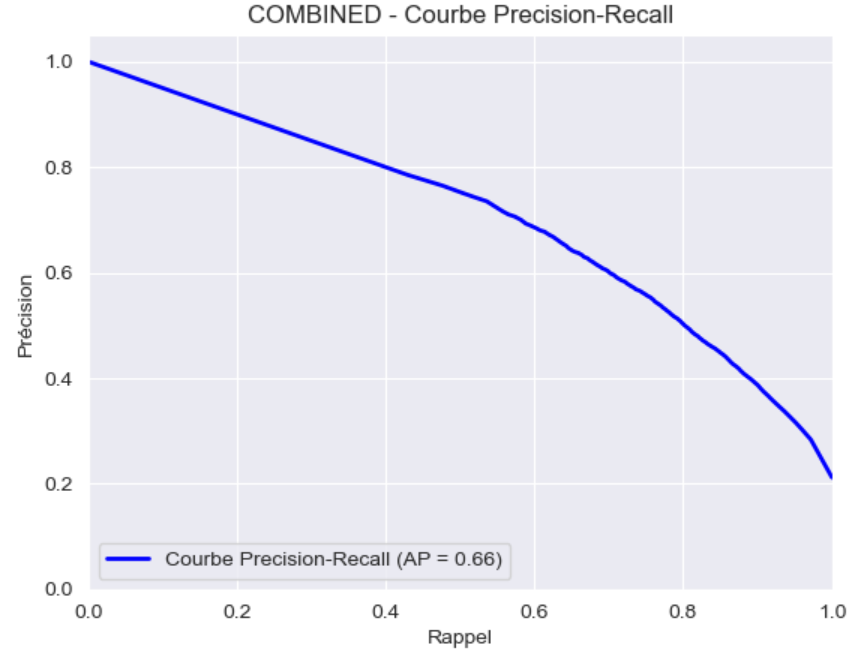 COMBINED - Courbe Precision-Recall
1.0
0.8
0.6
0.4
0.2
0.0
Précision
Courbe Precision-Recall (AP = 0.66)
0.0 0.2 0.4 0.6 0.8 1.0
Rappel